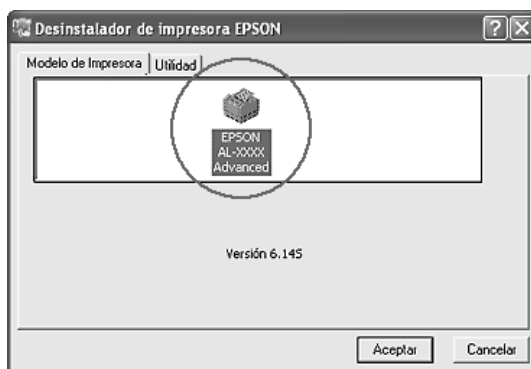 Desinstalador de impresora EPSON
Modelo de Impresora Utilidad
EPSON
AL-XXXX
Advanced
Versión 6.145
Aceptar Cancelar